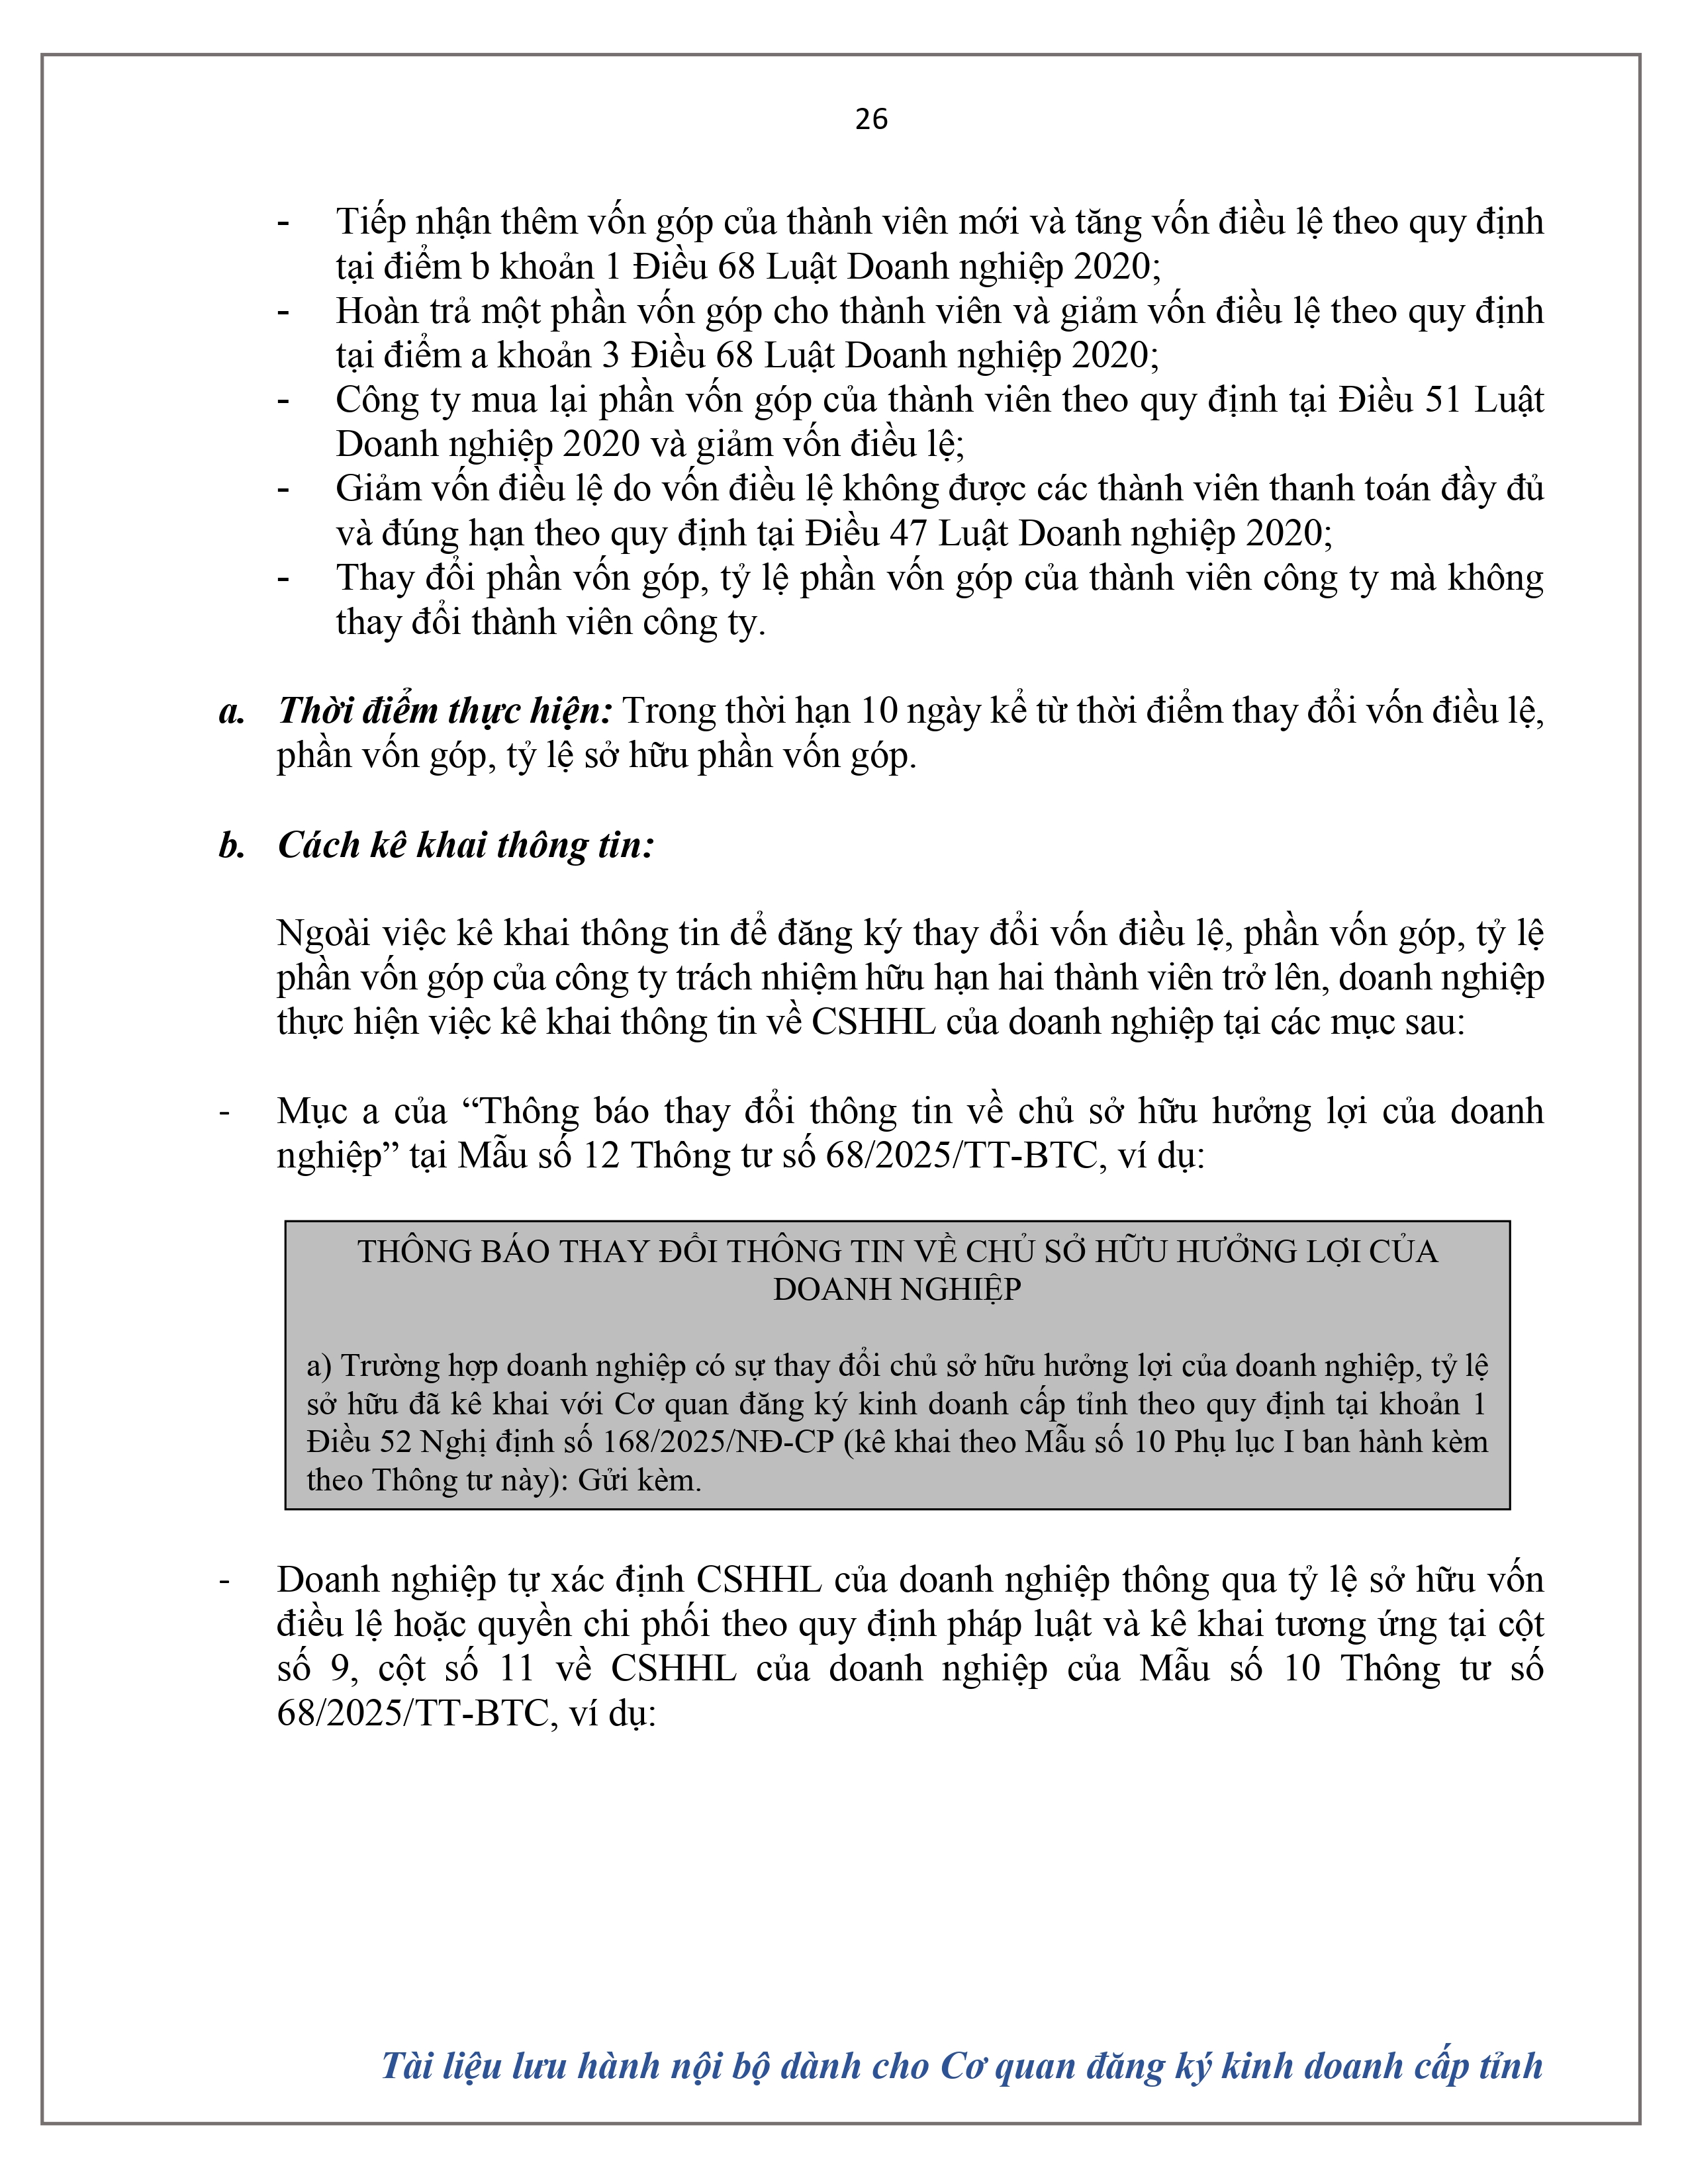 26
- Tiếp nhận thêm vốn góp của thành viên mới và tăng vốn điều lệ theo quy định
tại điểm b khoản 1 Điều 68 Luật Doanh nghiệp 2020;
- Hoàn trả một phần vốn góp cho thành viên và giảm vốn điều lệ theo quy định
tại điểm a khoản 3 Điều 68 Luật Doanh nghiệp 2020;
- Công ty mua lại phần vốn góp của thành viên theo quy định tại Điều 51 Luật
Doanh nghiệp 2020 và giảm vốn điều lệ;
- Giảm vốn điều lệ do vốn điều lệ không được các thành viên thanh toán đầy đủ
và đúng hạn theo quy định tại Điều 47 Luật Doanh nghiệp 2020;
- Thay đổi phần vốn góp, tỷ lệ phần vốn góp của thành viên công ty mà không
thay đổi thành viên công ty.
a. Thời điểm thực hiện: Trong thời hạn 10 ngày kể từ thời điểm thay đổi vốn điều lệ,
phần vốn góp, tỷ lệ sở hữu phần vốn góp.
b. Cách kê khai thông tin:
Ngoài việc kê khai thông tin để đăng ký thay đổi vốn điều lệ, phần vốn góp, tỷ lệ
phần vốn góp của công ty trách nhiệm hữu hạn hai thành viên trở lên, doanh nghiệp
thực hiện việc kê khai thông tin về CSHHL của doanh nghiệp tại các mục sau:
- Mục a của “Thông báo thay đổi thông tin về chủ sở hữu hưởng lợi của doanh
nghiệp” tại Mẫu số 12 Thông tư số 68/2025/TT-BTC, ví dụ:
THÔNG BÁO THAY ĐỔI THÔNG TIN VỀ CHỦ SỞ HỮU HƯỞNG LỢI CỦA
DOANH NGHIỆP
a) Trường hợp doanh nghiệp có sự thay đổi chủ sở hữu hưởng lợi của doanh nghiệp, tỷ lệ
sở hữu đã kê khai với Cơ quan đăng ký kinh doanh cấp tỉnh theo quy định tại khoản 1
Điều 52 Nghị định số 168/2025/NĐ-CP (kê khai theo Mẫu số 10 Phụ lục I ban hành kèm
theo Thông tư này): Gửi kèm.
- Doanh nghiệp tự xác định CSHHL của doanh nghiệp thông qua tỷ lệ sở hữu vốn
điều lệ hoặc quyền chi phối theo quy định pháp luật và kê khai tương ứng tại cột
số 9, cột số 11 về CSHHL của doanh nghiệp của Mẫu số 10 Thông tư số
68/2025/TT-BTC, ví dụ:
Tài liệu lưu hành nội bộ dành cho Cơ quan đăng ký kinh doanh cấp tỉnh